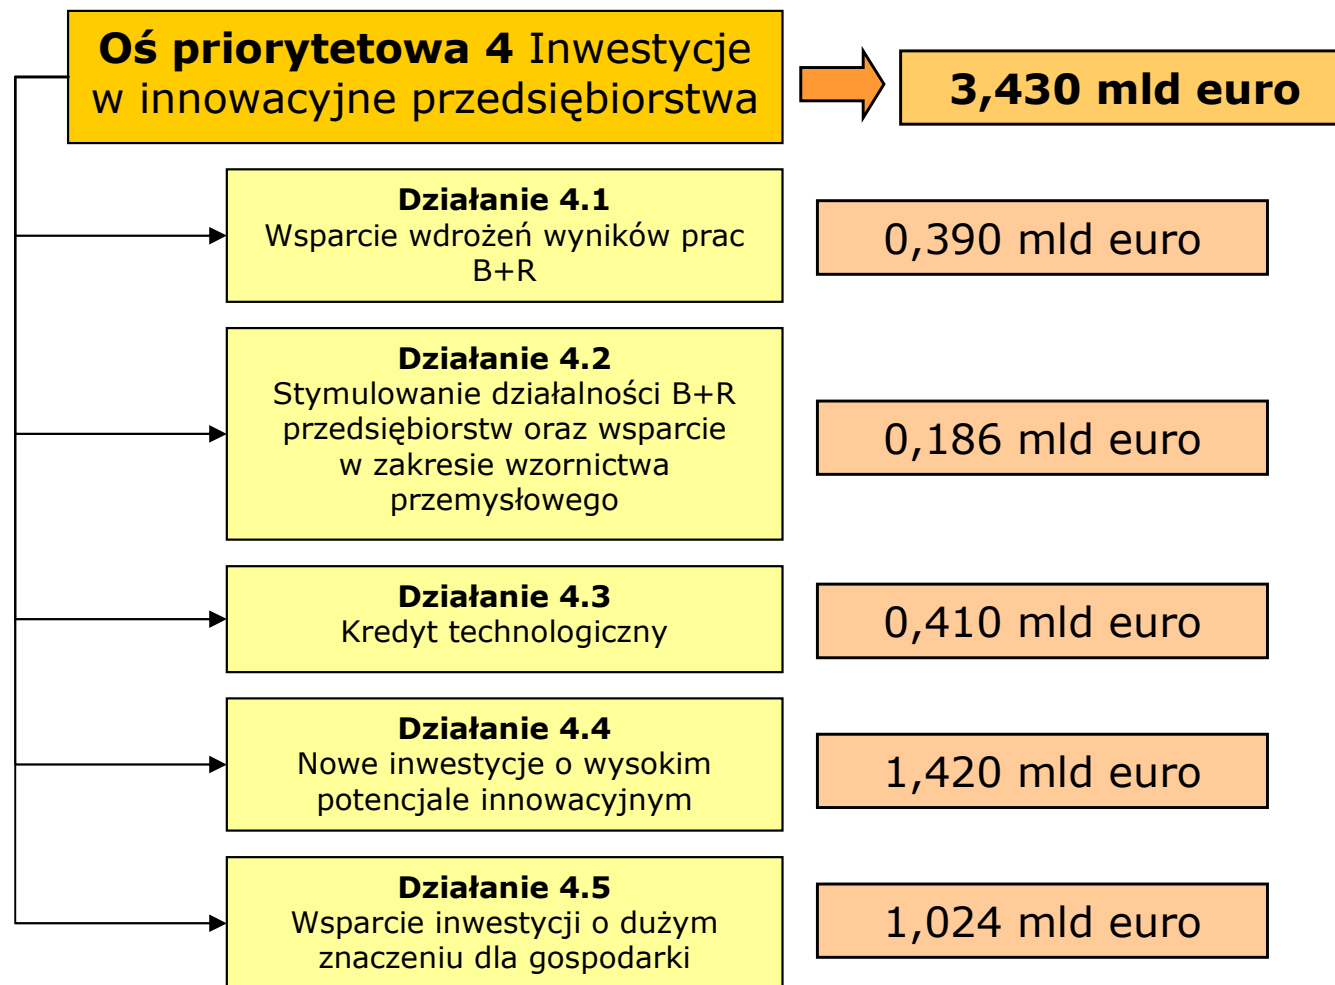 Oś priorytetowa 4 Inwestycje
w innowacyjne przedsiębiorstwa
3,430 mld euro
Działanie 4.1
Wsparcie wdrożeń wyników prac
B+R
0,390 mld euro
Działanie 4.2
Stymulowanie działalności B+R
przedsiębiorstw oraz wsparcie
w zakresie wzornictwa
przemysłowego
0,186 mld euro
Działanie 4.3
Kredyt technologiczny
0,410 mld euro
Działanie 4.4
Nowe inwestycje o wysokim
potencjale innowacyjnym
1,420 mld euro
Działanie 4.5
Wsparcie inwestycji o dużym
znaczeniu dla gospodarki
1,024 mld euro